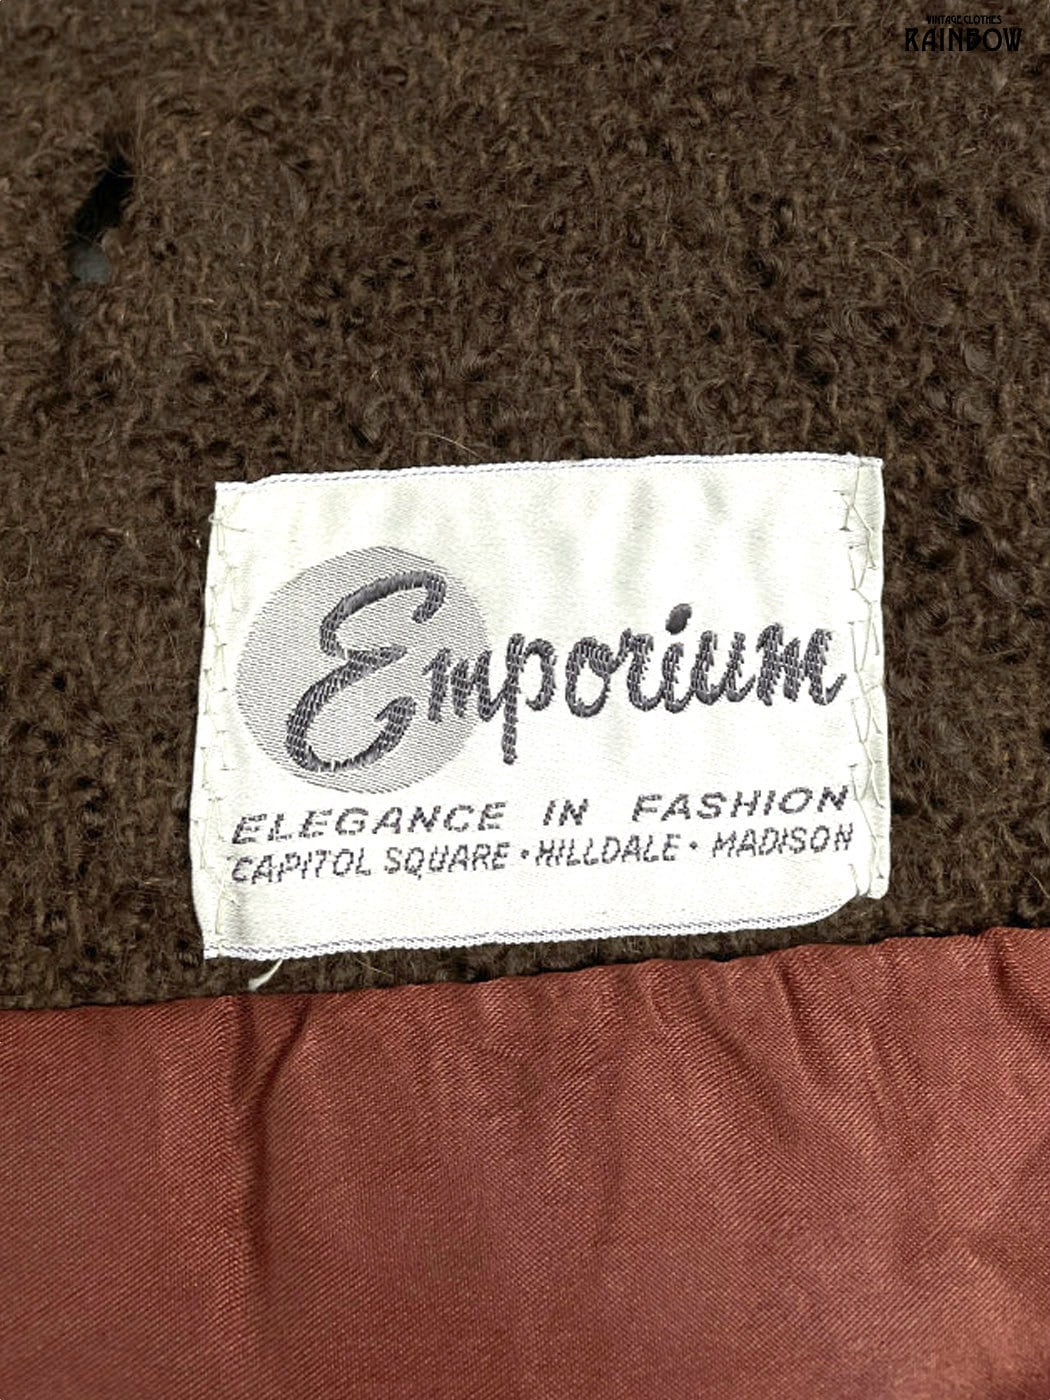 VINTAGE CLOTHES
RAINBOW
Emporium
ELEGANCE IN FASHION
CAPITOL SQUARE • HILLDALE • MADISON